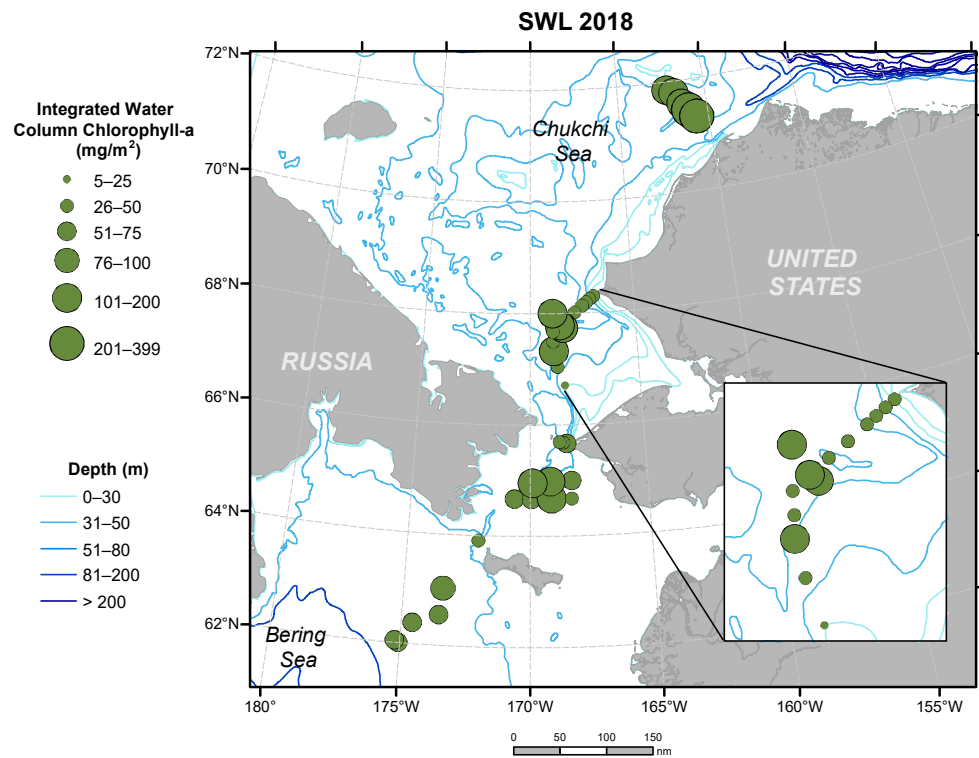 SWL 2018
Integrated Water
Column Chlorophyll-a
(mg/m²)
5–25
26–50
51–75
76–100
101–200
201–399
Depth (m)
0–30
31–50
51–80
81–200
> 200
72°N
70°N
68°N
66°N
64°N
62°N
Chukchi
Sea
UNITED
STATES
RUSSIA
Bering
Sea
180°
175°W
170°W
165°W
160°W
155°W
0
50
100
150
nm